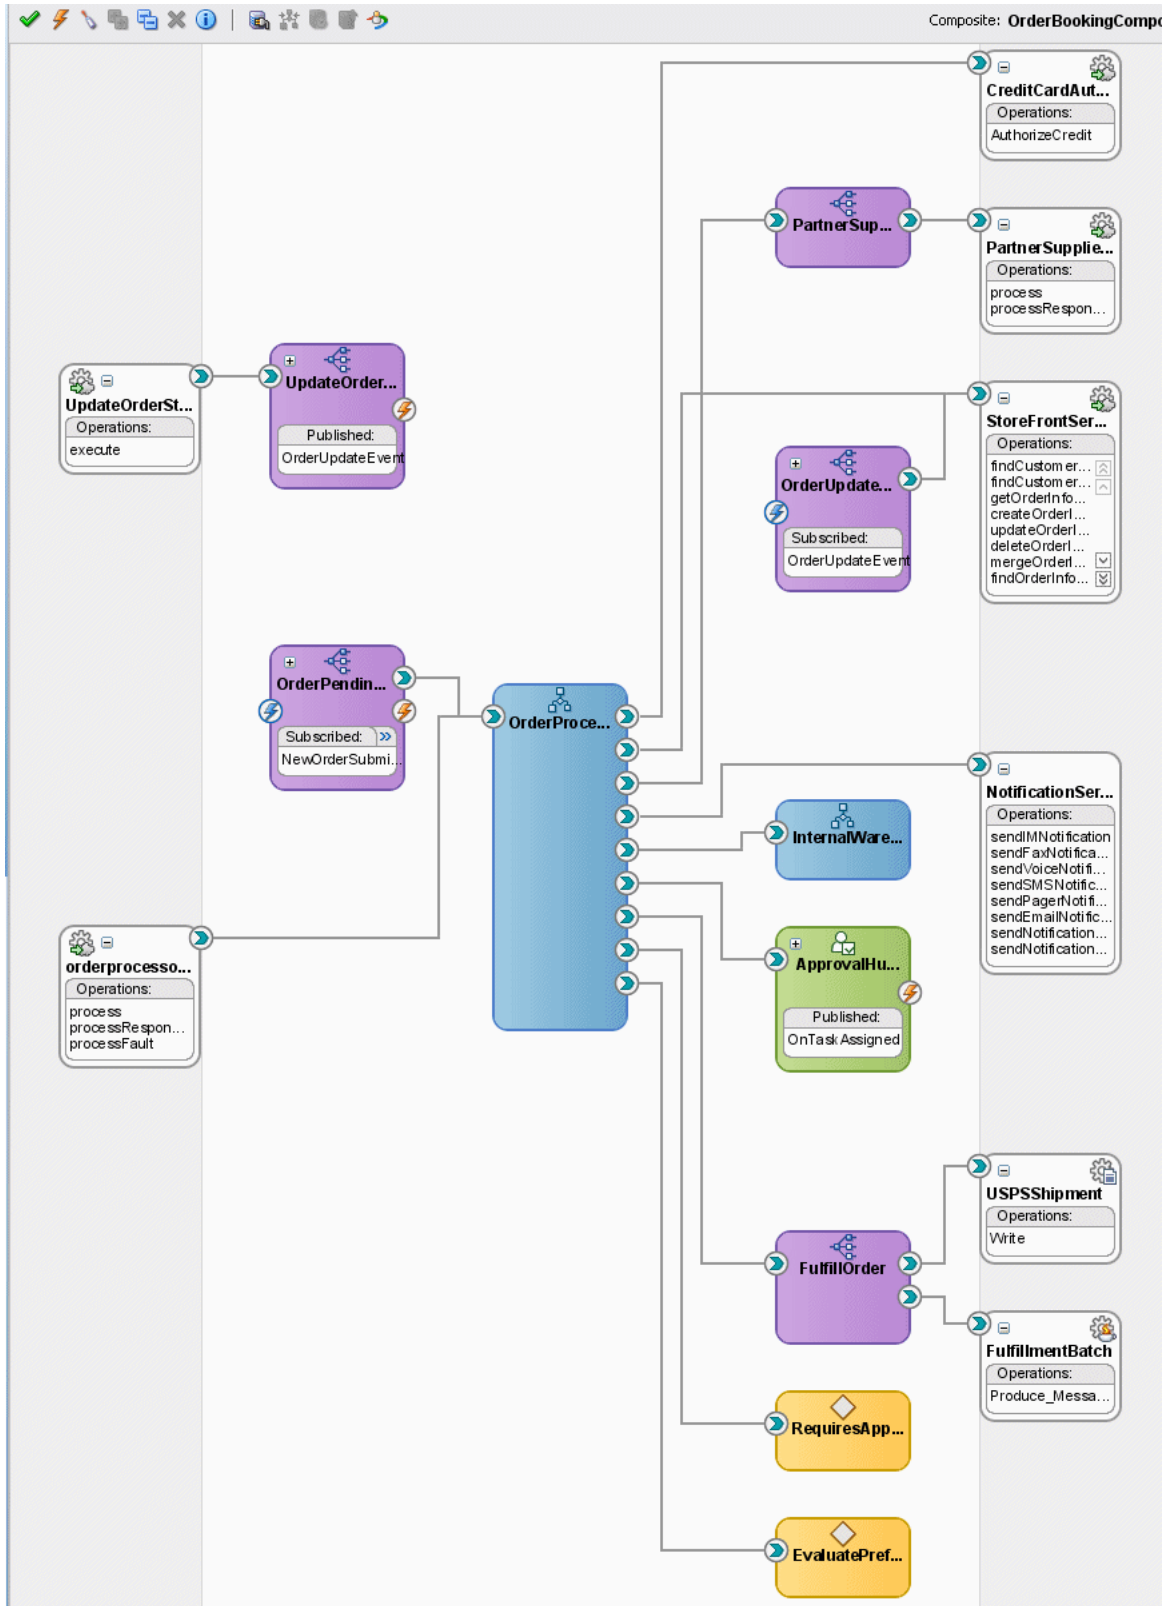 Composite: OrderBookingCompo
CreditCardAut...
Operations:
AuthorizeCredit
PartnerSup...
PartnerSupplie...
Operations:
process
processRespon...
UpdateOrderSt...
Operations:
execute
UpdateOrder...
Published:
OrderUpdateEvent
StoreFrontSer...
Operations:
findCustomer...
findCustomer...
getOrderInfo...
createOrderI...
updateOrderI...
deleteOrderI...
mergeOrderI...
findOrderInfo...
OrderUpdate...
Subscribed:
OrderUpdateEvent
OrderPendin...
Subscribed:
NewOrderSubmi...
OrderProce...
NotificationSer...
Operations:
sendIMNotification
sendFaxNotifica...
sendVoiceNotifi...
sendSMSNotific...
sendPagerNotifi...
sendEmailNotific...
sendNotification...
sendNotification...
InternalWare...
orderprocesso...
Operations:
process
processRespon...
processFault
ApprovalHu...
Published:
OnTaskAssigned
USPSShipment
Operations:
Write
FulfillOrder
FulfillmentBatch
Operations:
Produce_Messa...
RequiresApp...
EvaluatePref...